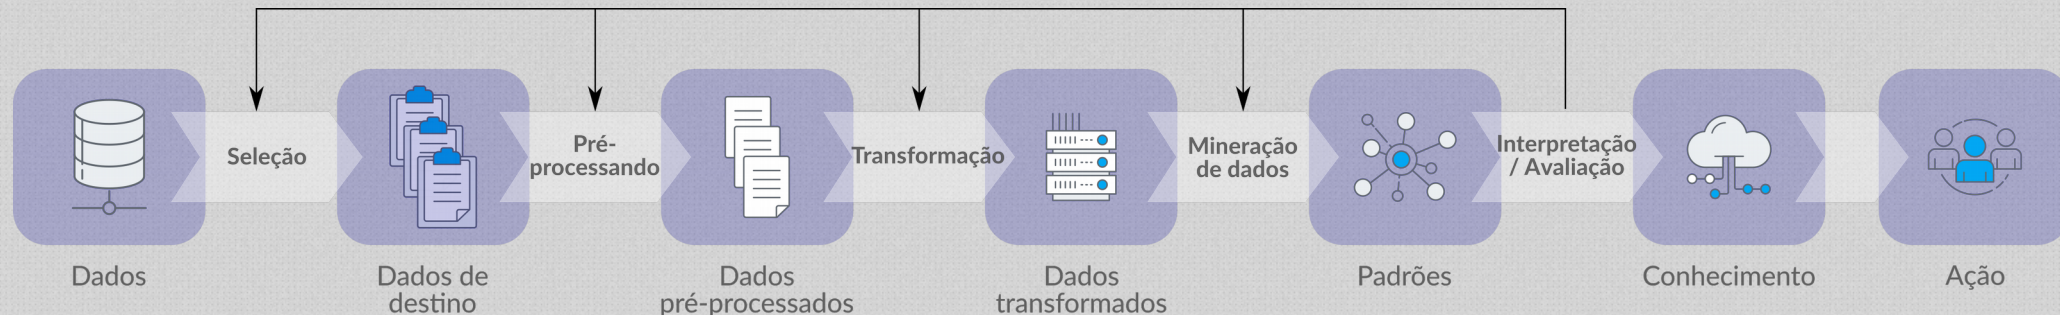 Seleção
Pré-
processando
Transformação
Mineração
de dados
Interpretação
/ Avaliação
Dados
Dados de
destino
Dados
pré-processados
Dados
transformados
Padrões
Conhecimento
Ação